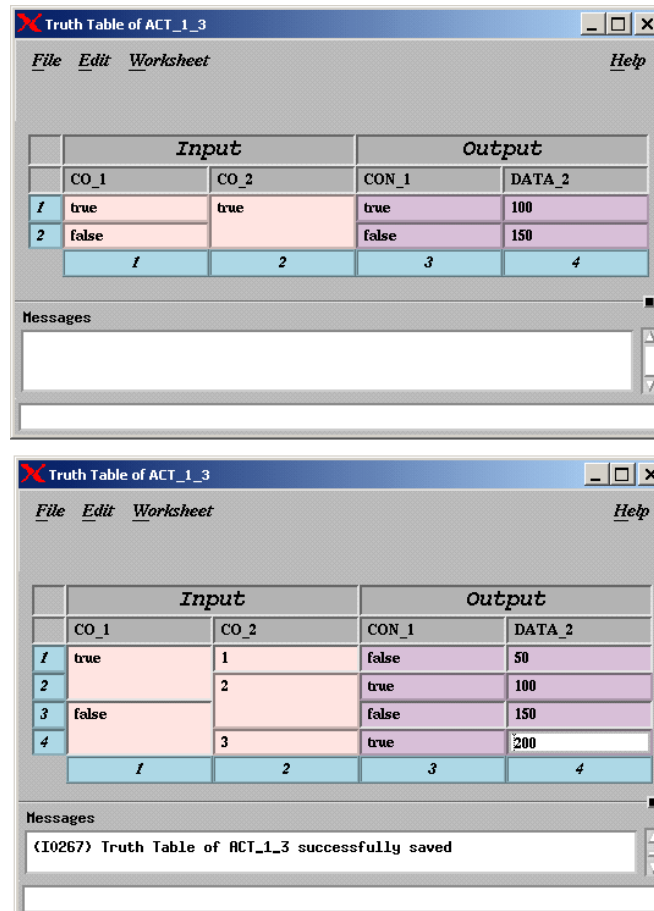 Truth Table of ACT_1_3
File Edit Worksheet Help
Input Output
CO_1 CO_2 CON_1 DATA_2
1 true true true 100
2 false false 150
1 2 3 4
Messages
Truth Table of ACT_1_3
File Edit Worksheet Help
Input Output
CO_1 CO_2 CON_1 DATA_2
1 true 1 false 50
2 2 true 100
3 false false 150
4 3 true 200
1 2 3 4
Messages
(I0267) Truth Table of ACT_1_3 successfully saved